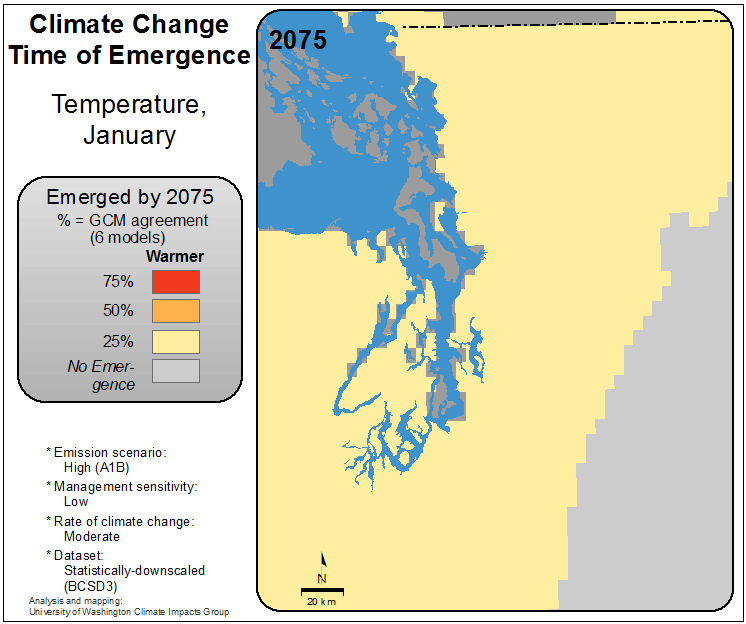 Climate Change
Time of Emergence
Temperature,
January
Emerged by 2075
% = GCM agreement
(6 models)
Warmer
75%
50%
25%
No Emer-
gence
* Emission scenario:
High (A1B)
* Management sensitivity:
Low
* Rate of climate change:
Moderate
* Dataset:
Statistically-downscaled
(BCSD3)
Analysis and mapping:
University of Washington Climate Impacts Group
2075
N
20 km